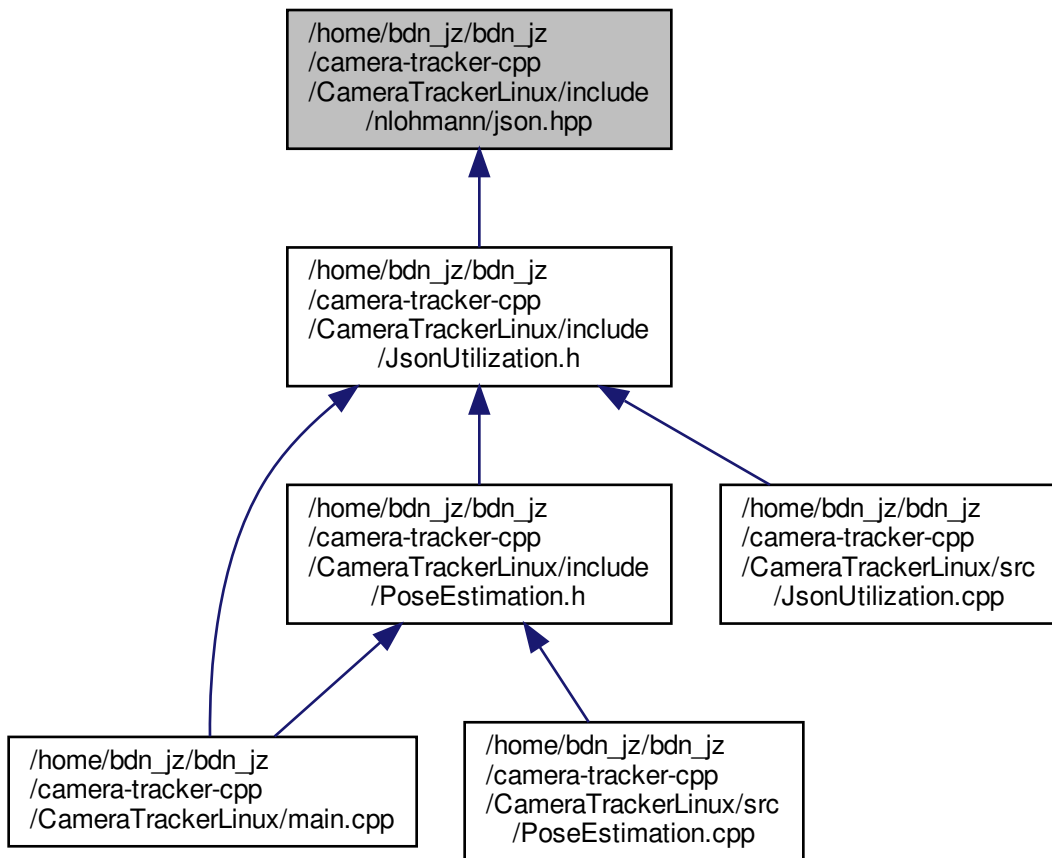 /home/bdn_jz/bdn_jz
/camera-tracker-cpp
/CameraTrackerLinux/include
/nlohmann/json.hpp
/home/bdn_jz/bdn_jz
/camera-tracker-cpp
/CameraTrackerLinux/include
/JsonUtilization.h
/home/bdn_jz/bdn_jz
/camera-tracker-cpp
/CameraTrackerLinux/include
/PoseEstimation.h
/home/bdn_jz/bdn_jz
/camera-tracker-cpp
/CameraTrackerLinux/src
/JsonUtilization.cpp
/home/bdn_jz/bdn_jz
/camera-tracker-cpp
/CameraTrackerLinux/main.cpp
/home/bdn_jz/bdn_jz
/camera-tracker-cpp
/CameraTrackerLinux/src
/PoseEstimation.cpp